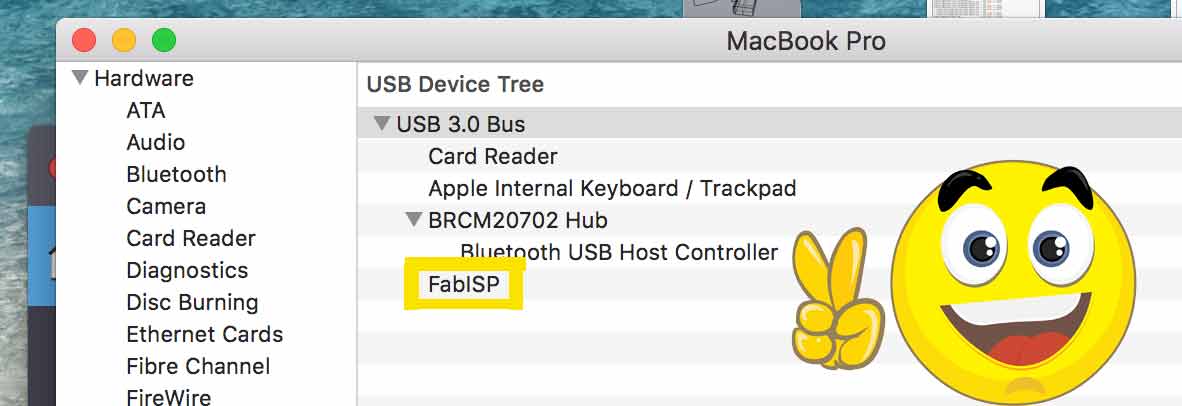 MacBook Pro
Hardware
ATA
Audio
Bluetooth
Camera
Card Reader
Diagnostics
Disc Burning
Ethernet Cards
Fibre Channel
FireWire
USB Device Tree
USB 3.0 Bus
Card Reader
Apple Internal Keyboard / Trackpad
BRCM20702 Hub
Bluetooth USB Host Controller
FabISP